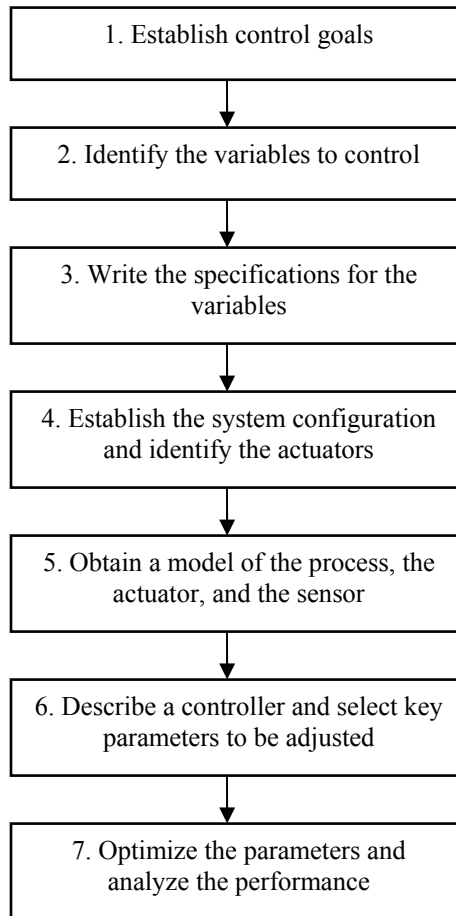 1. Establish control goals
2. Identify the variables to control
3. Write the specifications for the
variables
4. Establish the system configuration
and identify the actuators
5. Obtain a model of the process, the
actuator, and the sensor
6. Describe a controller and select key
parameters to be adjusted
7. Optimize the parameters and
analyze the performance